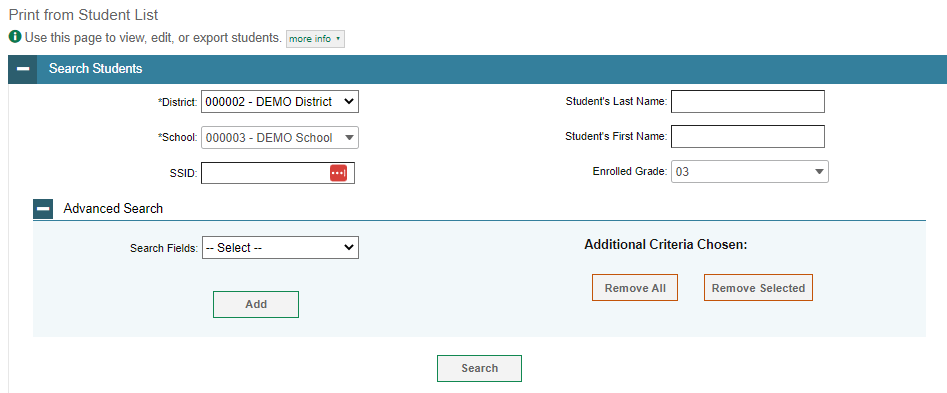 Print from Student List
Use this page to view, edit, or export students. more info
Search Students
*District: 000002 - DEMO District
Student's Last Name:
*School: 000003 - DEMO School
Student's First Name:
SSID:
Enrolled Grade: 03
Advanced Search
Search Fields: -- Select --
Additional Criteria Chosen:
Remove All Remove Selected
Add
Search